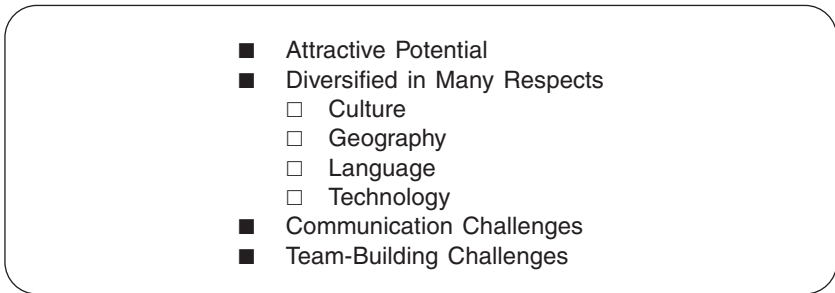 ■ Attractive Potential
■ Diversified in Many Respects
□ Culture
□ Geography
□ Language
□ Technology
■ Communication Challenges
■ Team-Building Challenges